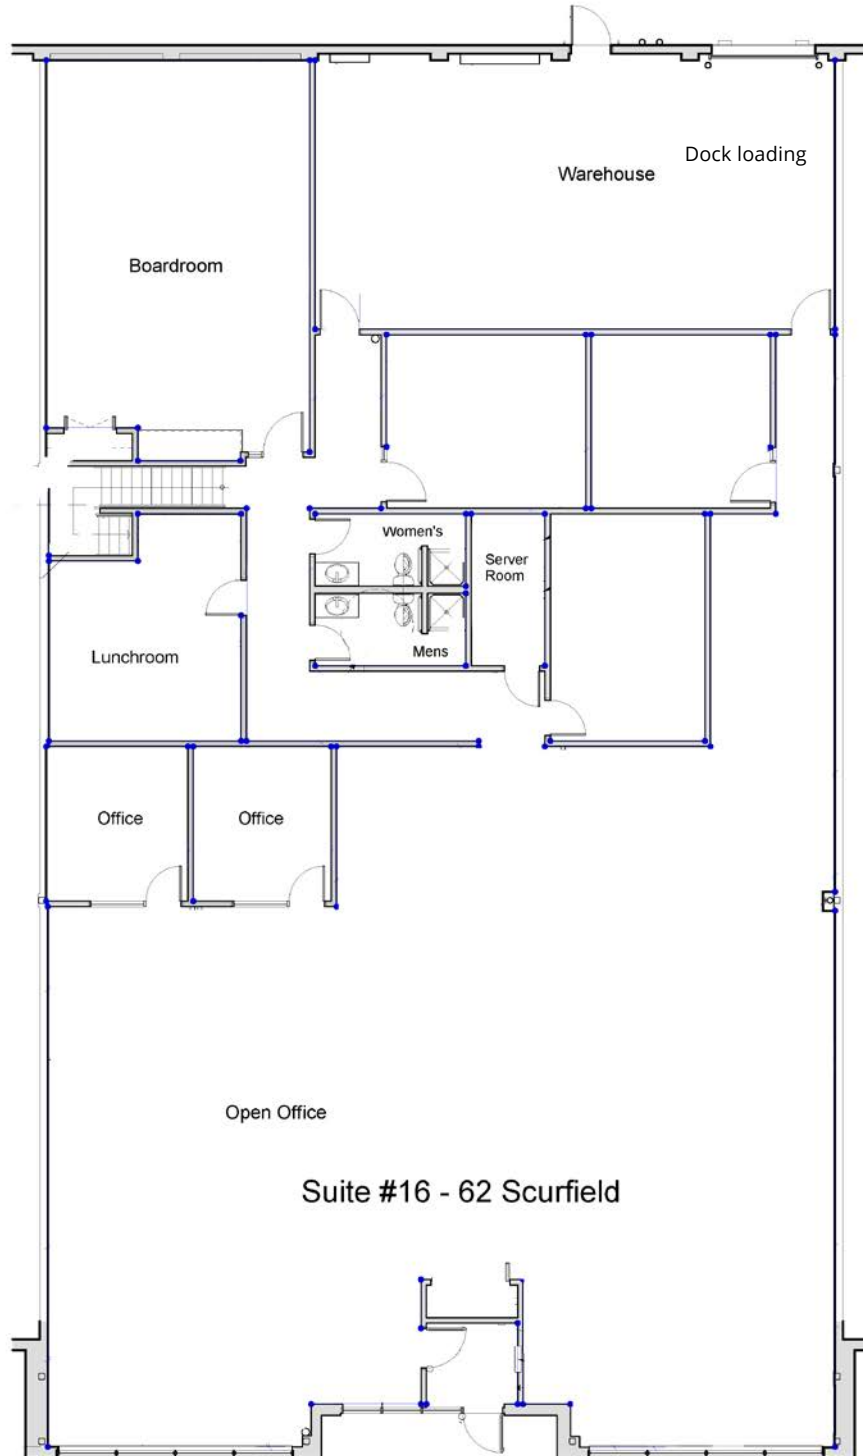 Dock loading
Warehouse
Boardroom
Women's
Server
Room
Mens
Lunchroom
Office
Office
Open Office
Suite #16 - 62 Scurfield